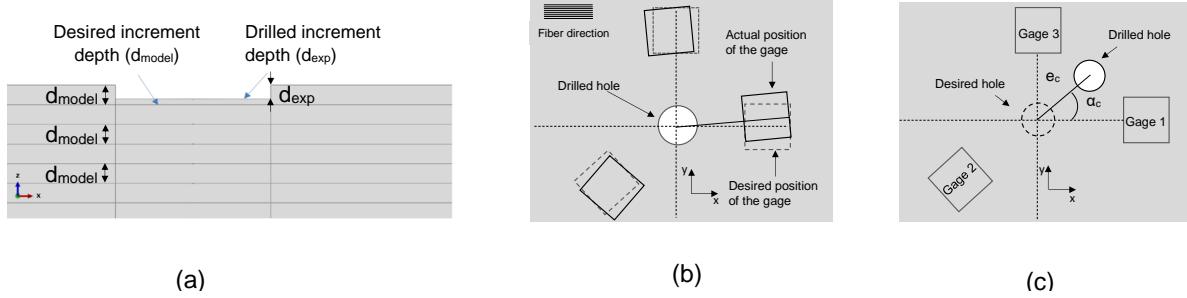 Desired increment
depth (dmodel)
Drilled increment
depth (dexp)
dmodel
dexp
dmodel
dmodel
z
x
(a)
Fiber direction
Actual position
of the gage
Drilled hole
y
x
Desired position
of the gage
(b)
Gage 3
Drilled hole
Desired hole
ec
αc
Gage 1
Gage 2
y
x
(c)